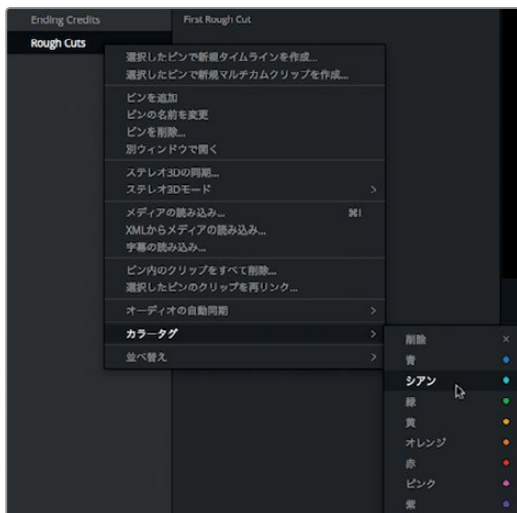 Ending Credits
First Rough Cut
Rough Cuts
選択したビンで新規タイムラインを作成...
選択したビンで新規マルチカムクリップを作成...
ビンを追加
ビンの名前を変更
ビンを削除...
別ウィンドウで開く
ステレオ3Dの同期...
ステレオ3Dモード >
メディアの読み込み... ⌘I
XMLからメディアの読み込み...
字幕の読み込み...
ビン内のクリップをすべて削除...
選択したビンのクリップを再リンク...
オーディオの自動同期 >
カラータグ >
並べ替え >
削除 ×
青
シアン
緑
黄
オレンジ
赤
ピンク
紫